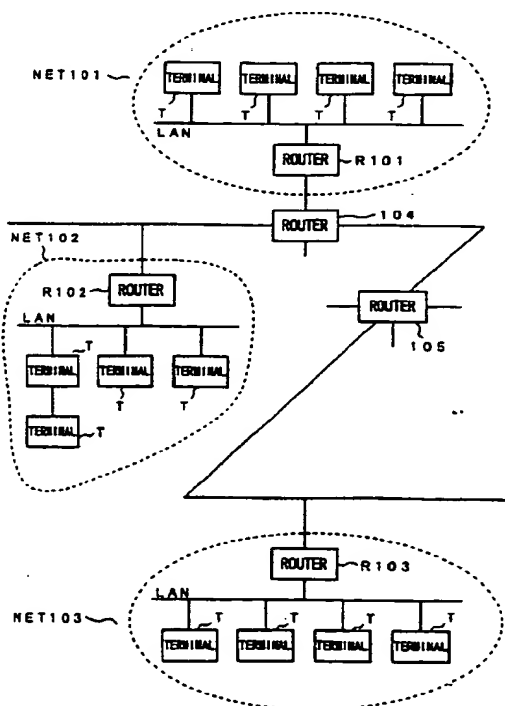 NET101
TERMINAL TERMINAL TERMINAL TERMINAL
T T T T
LAN
ROUTER R101
ROUTER 104
NET102
R102 ROUTER
ROUTER
105
LAN
T
TERMINAL TERMINAL TERMINAL
T T
TERMINAL T
ROUTER R103
LAN
NET103
T T T T
TERMINAL TERMINAL TERMINAL TERMINAL